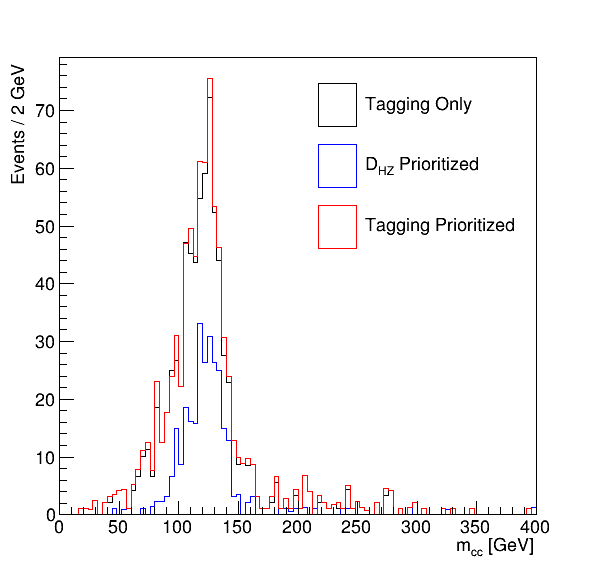 Events / 2 GeV
70
60
50
40
30
20
10
0
0 50 100 150 200 250 300 350 400
m_cc [GeV]
Tagging Only
D_HZ Prioritized
Tagging Prioritized